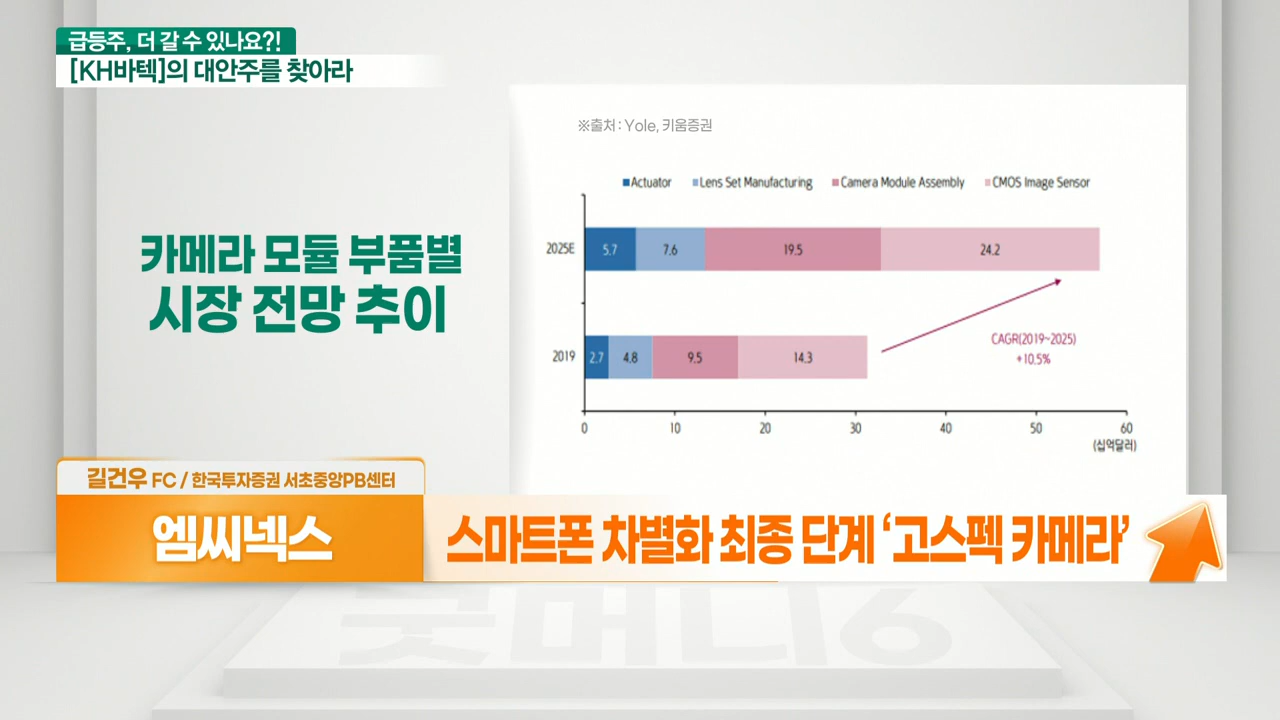 급등주, 더 갈 수 있나요?!
[KH바텍]의 대안주를 찾아라
※출처 : Yole, 키움증권
Actuator Lens Set Manufacturing Camera Module Assembly CMOS Image Sensor
카메라 모듈 부품별
시장 전망 추이
2025E 5.7 7.6 19.5 24.2
2019 2.7 4.8 9.5 14.3
CAGR(2019~2025)
+10.5%
0 10 20 30 40 50 60
(십억달러)
길건우 FC / 한국투자증권 서초중앙PB센터
엠씨넥스
스마트폰 차별화 최종 단계 ‘고스펙 카메라’
굿머니6